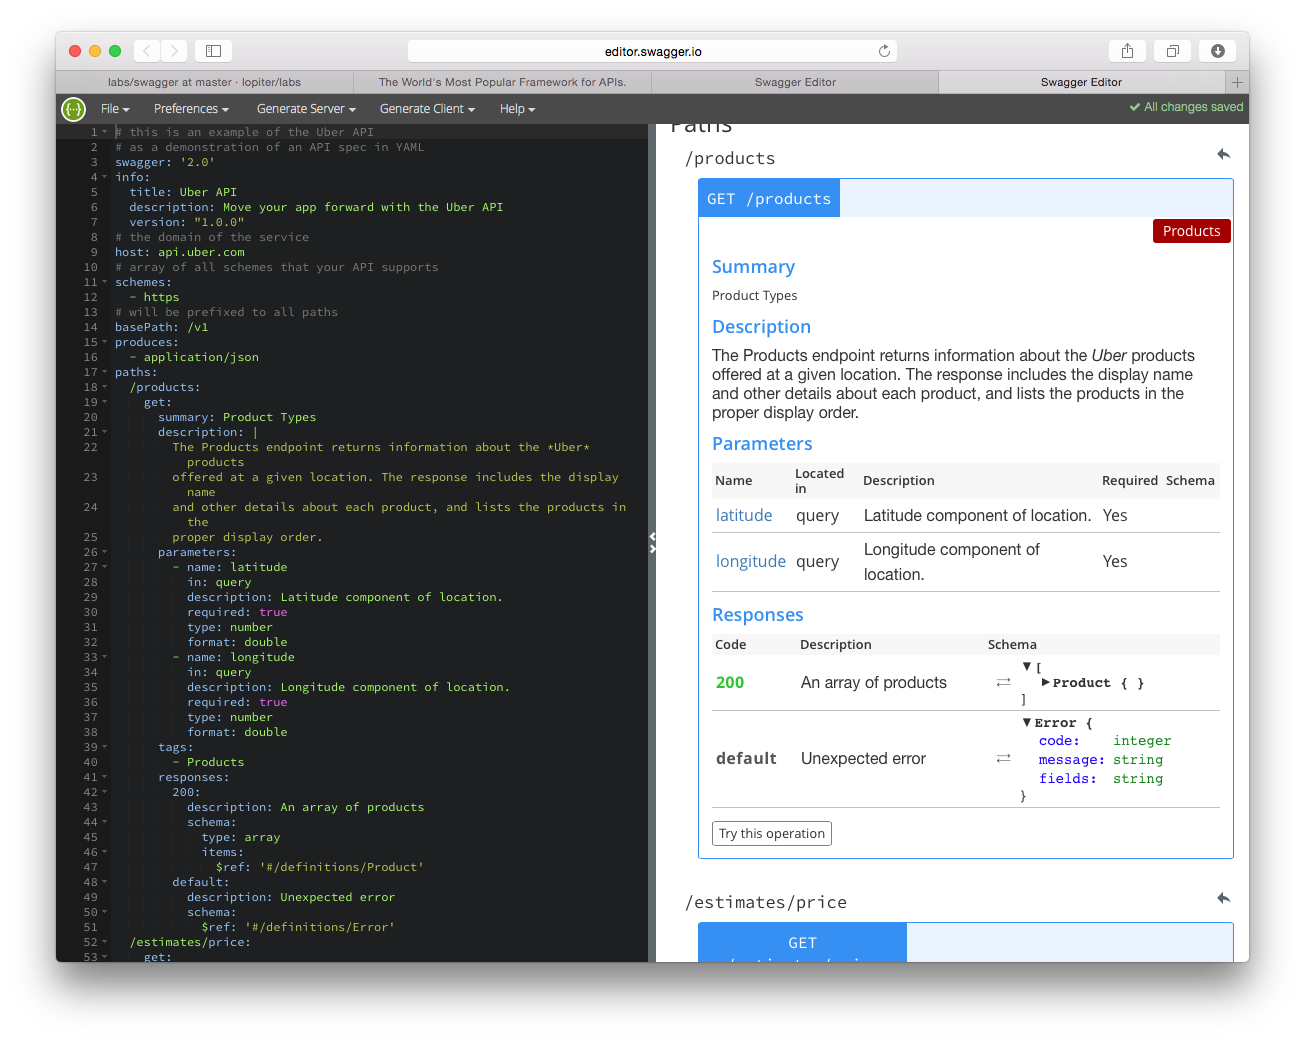 editor.swagger.io
labs/swagger at master · lopiter/labs
The World's Most Popular Framework for APIs.
Swagger Editor
Swagger Editor
File
Preferences
Generate Server
Generate Client
Help
All changes saved
1 # this is an example of the Uber API
2 # as a demonstration of an API spec in YAML
3 swagger: '2.0'
4 info:
5 title: Uber API
6 description: Move your app forward with the Uber API
7 version: "1.0.0"
8 # the domain of the service
9 host: api.uber.com
10 # array of all schemes that your API supports
11 schemes:
12 - https
13 # will be prefixed to all paths
14 basePath: /v1
15 produces:
16 - application/json
17 paths:
18 /products:
19 get:
20 summary: Product Types
21 description: |
22 The Products endpoint returns information about the *Uber*
products
23 offered at a given location. The response includes the display
name
24 and other details about each product, and lists the products in
the
25 proper display order.
26 parameters:
27 - name: latitude
28 in: query
29 description: Latitude component of location.
30 required: true
31 type: number
32 format: double
33 - name: longitude
34 in: query
35 description: Longitude component of location.
36 required: true
37 type: number
38 format: double
39 tags:
40 - Products
41 responses:
42 200:
43 description: An array of products
44 schema:
45 type: array
46 items:
47 $ref: '#/definitions/Product'
48 default:
49 description: Unexpected error
50 schema:
51 $ref: '#/definitions/Error'
52 /estimates/price:
53 get:
Paths
/products
GET /products
Products
Summary
Product Types
Description
The Products endpoint returns information about the Uber products
offered at a given location. The response includes the display name
and other details about each product, and lists the products in the
proper display order.
Parameters
Name Located in Description Required Schema
latitude query Latitude component of location. Yes
longitude query Longitude component of
location. Yes
Responses
Code Description Schema
200 An array of products [
Product { }
]
default Unexpected error Error {
code: integer
message: string
fields: string
}
Try this operation
/estimates/price
GET